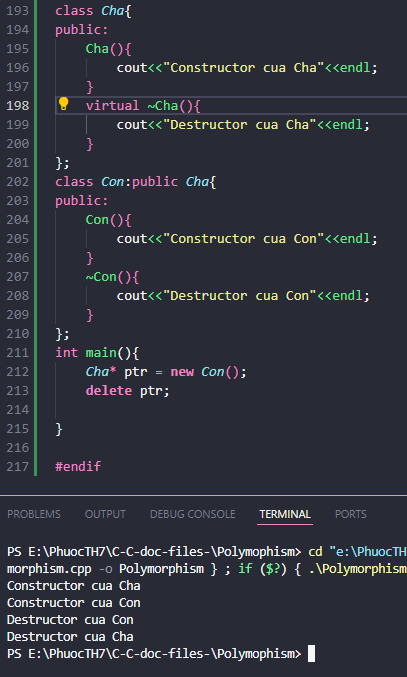 193 class Cha{
194 public:
195     Cha(){
196         cout<<"Constructor cua Cha"<<endl;
197     }
198     virtual ~Cha(){
199         cout<<"Destructor cua Cha"<<endl;
200     }
201 };
202 class Con:public Cha{
203 public:
204     Con(){
205         cout<<"Constructor cua Con"<<endl;
206     }
207     ~Con(){
208         cout<<"Destructor cua Con"<<endl;
209     }
210 };
211 int main(){
212     Cha* ptr = new Con();
213     delete ptr;
214
215 }
216
217 #endif
PROBLEMS OUTPUT DEBUG CONSOLE TERMINAL PORTS
PS E:\PhuocTH7\C-C-doc-files-\Polymophism> cd "e:\PhuocTH
morphism.cpp -o Polymorphism } ; if ($?) { .\Polymorphism
Constructor cua Cha
Constructor cua Con
Destructor cua Con
Destructor cua Cha
PS E:\PhuocTH7\C-C-doc-files-\Polymophism>